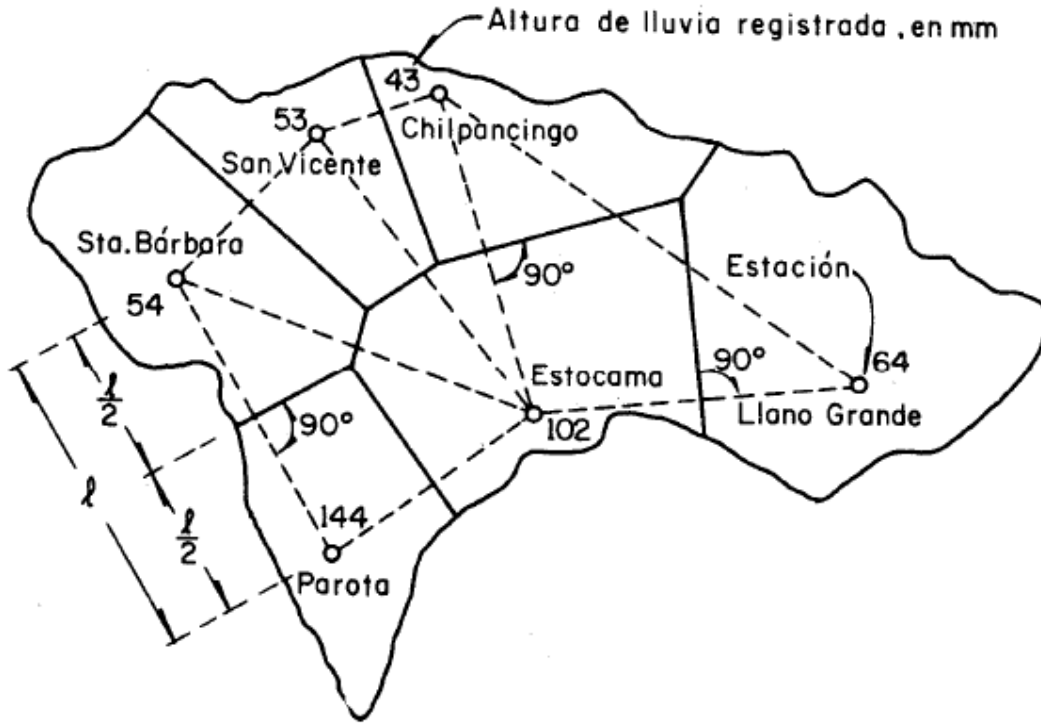 Altura de lluvia registrada, en mm
43
53
Chilpancingo
San Vicente
Sta. Bárbara
54
90°
Estación
64
90°
Llano Grande
Estocama
102
90°
ℓ/2
ℓ
ℓ/2
144
Parota